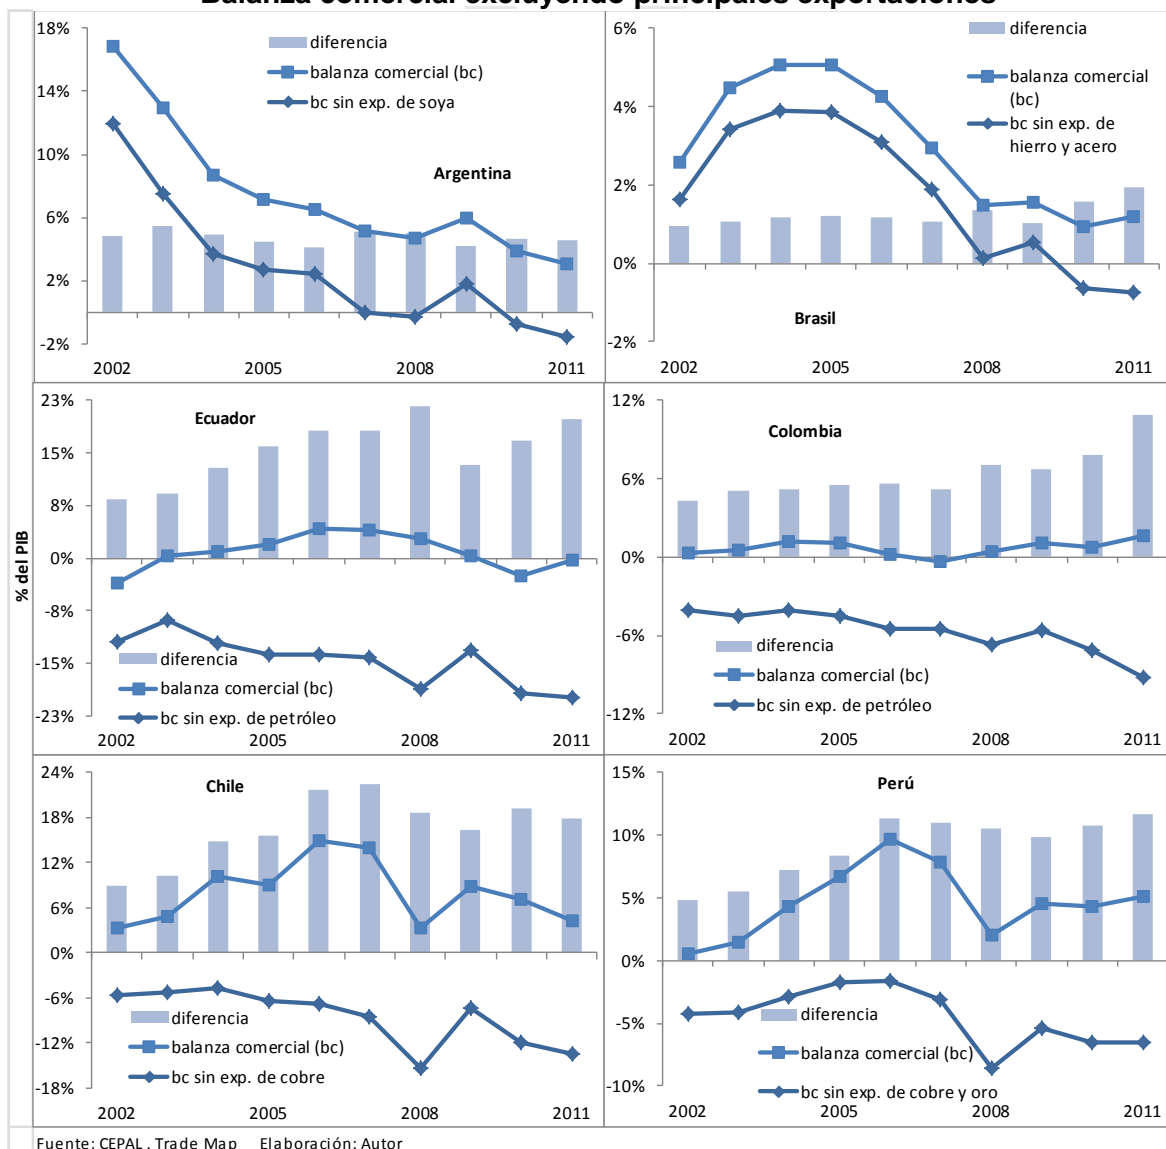 Balanza comercial excluyendo principales exportaciones
% del PIB
18%
14%
10%
6%
2%
-2%
diferencia
balanza comercial (bc)
bc sin exp. de soya
Argentina
2002
2005
2008
2011
6%
4%
2%
0%
-2%
diferencia
balanza comercial
(bc)
bc sin exp. de
hierro y acero
Brasil
2002
2005
2008
2011
23%
15%
8%
0%
-8%
-15%
-23%
Ecuador
diferencia
balanza comercial (bc)
bc sin exp. de petróleo
2002
2005
2008
2011
12%
6%
0%
-6%
-12%
Colombia
diferencia
balanza comercial (bc)
bc sin exp. de petróleo
2002
2005
2008
2011
24%
18%
12%
6%
0%
-6%
-12%
-18%
Chile
diferencia
balanza comercial (bc)
bc sin exp. de cobre
2002
2005
2008
2011
15%
10%
5%
0%
-5%
-10%
Perú
diferencia
balanza comercial (bc)
bc sin exp. de cobre y oro
2002
2005
2008
2011
Fuente: CEPAL , Trade Map Elaboración: Autor